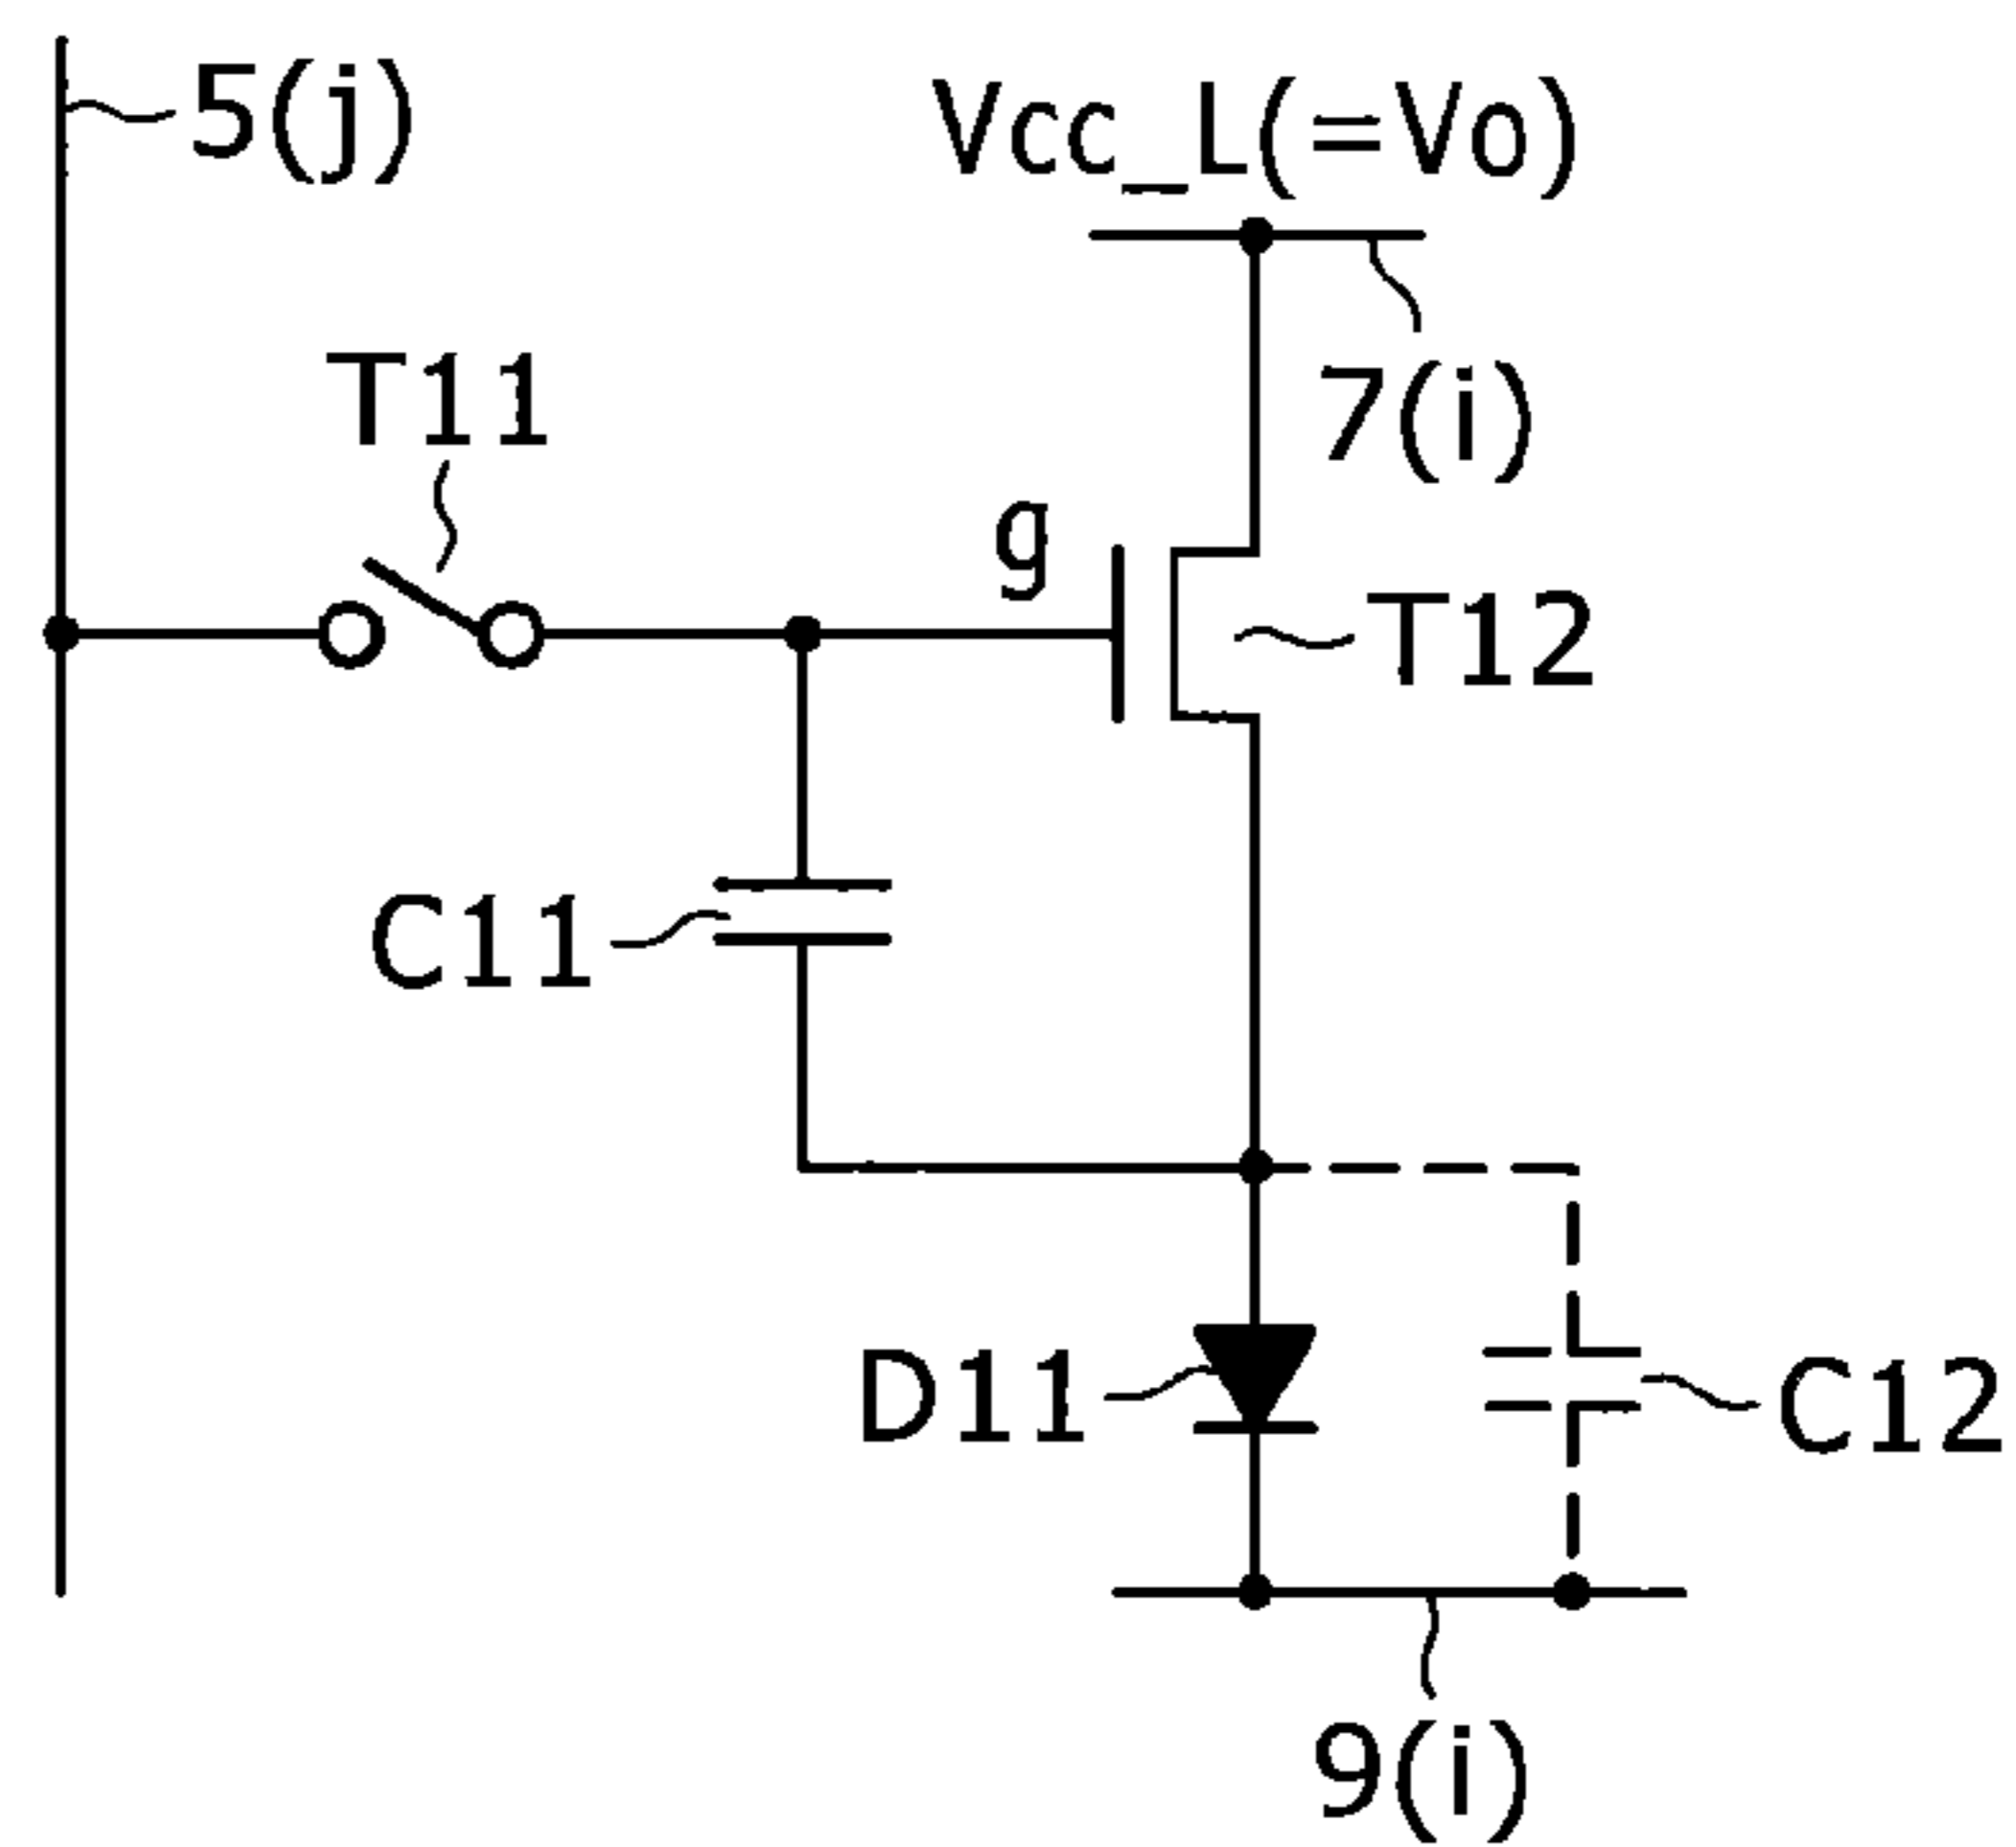 5(j)
Vcc_L(=Vo)
T11
7(i)
g
T12
C11
D11
C12
9(i)